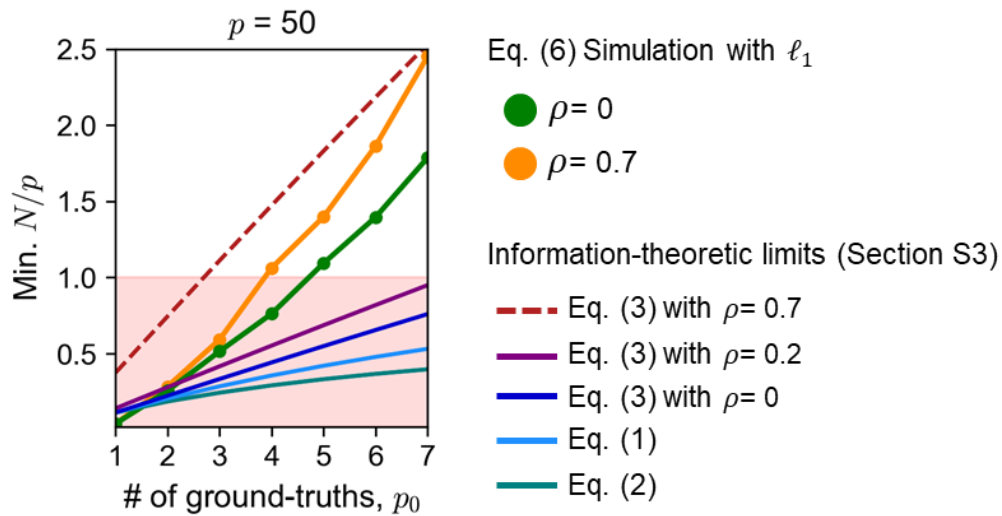 p = 50
Min. N/p
2.5
2.0
1.5
1.0
0.5
1 2 3 4 5 6 7
# of ground-truths, p₀
Eq. (6) Simulation with ℓ₁
ρ= 0
ρ= 0.7
Information-theoretic limits (Section S3)
Eq. (3) with ρ= 0.7
Eq. (3) with ρ= 0.2
Eq. (3) with ρ= 0
Eq. (1)
Eq. (2)